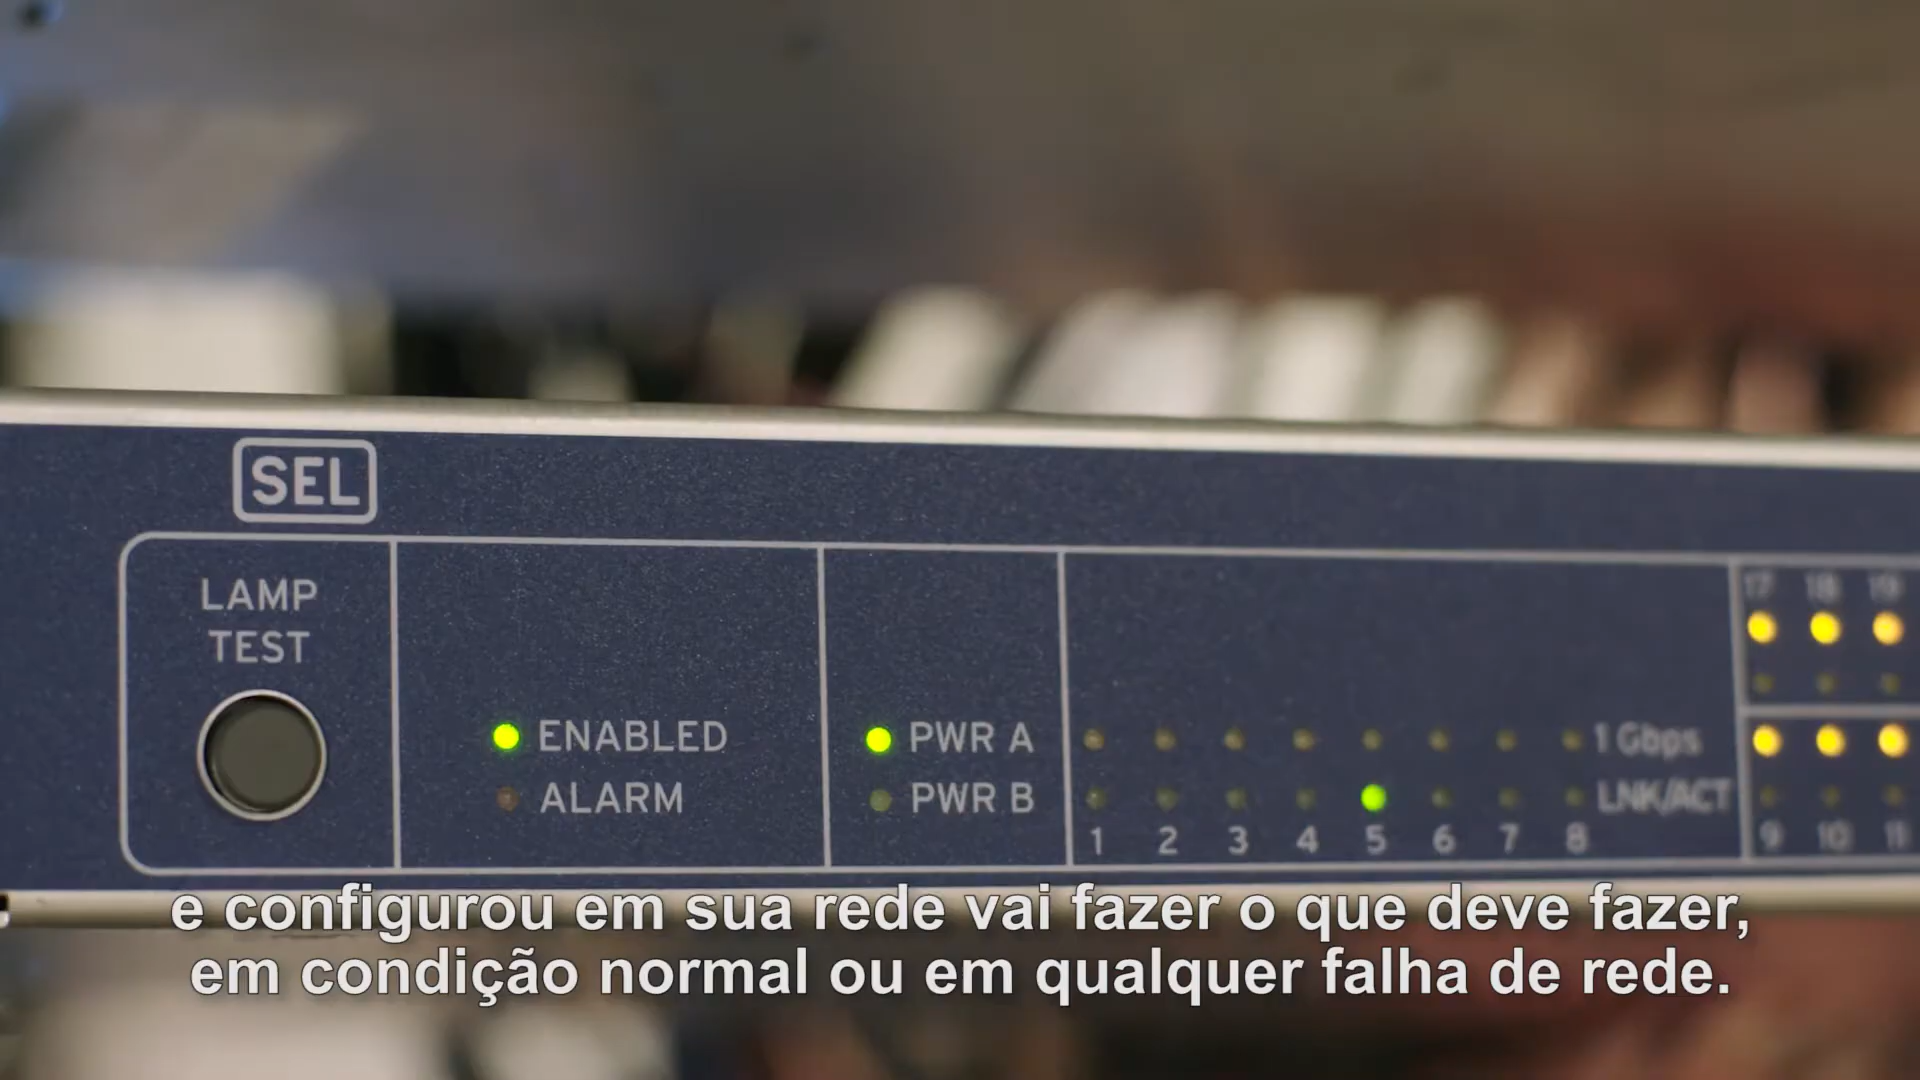 SEL
LAMP
TEST
ENABLED
ALARM
PWR A
PWR B
1 Gbps
LNK/ACT
1 2 3 4 5 6 7 8
17 18 19
9 10 11
e configurou em sua rede vai fazer o que deve fazer,
em condição normal ou em qualquer falha de rede.